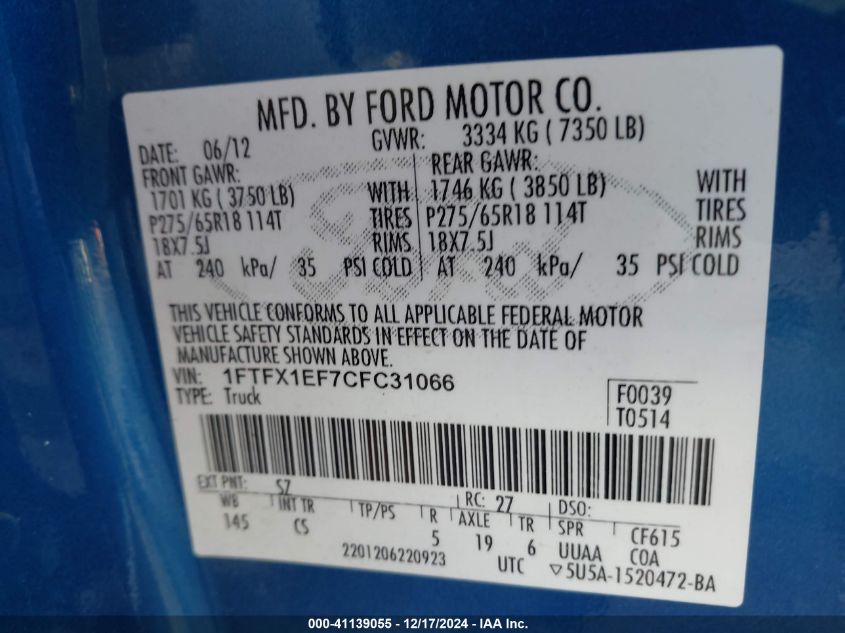 MFD. BY FORD MOTOR CO.
DATE: 06/12 GVWR: 3334 KG ( 7350 LB)
FRONT GAWR: REAR GAWR:
1701 KG ( 3750 LB) WITH 1746 KG ( 3850 LB) WITH
P275/65R18 114T TIRES P275/65R18 114T TIRES
18X7.5J RIMS 18X7.5J RIMS
AT 240 kPa/ 35 PSI COLD AT 240 kPa/ 35 PSI COLD
Ford
THIS VEHICLE CONFORMS TO ALL APPLICABLE FEDERAL MOTOR
VEHICLE SAFETY STANDARDS IN EFFECT ON THE DATE OF
MANUFACTURE SHOWN ABOVE.
VIN: 1FTFX1EF7CFC31066
TYPE: Truck
F0039
T0514
EXT PNT: SZ RC: 27 DSO:
WB INT TR TP/PS R AXLE TR SPR CF615
145 CS 5 19 6 UUAA COA
2201206220923 UTC ▽5U5A-1520472-BA
000-41139055 - 12/17/2024 - IAA Inc.